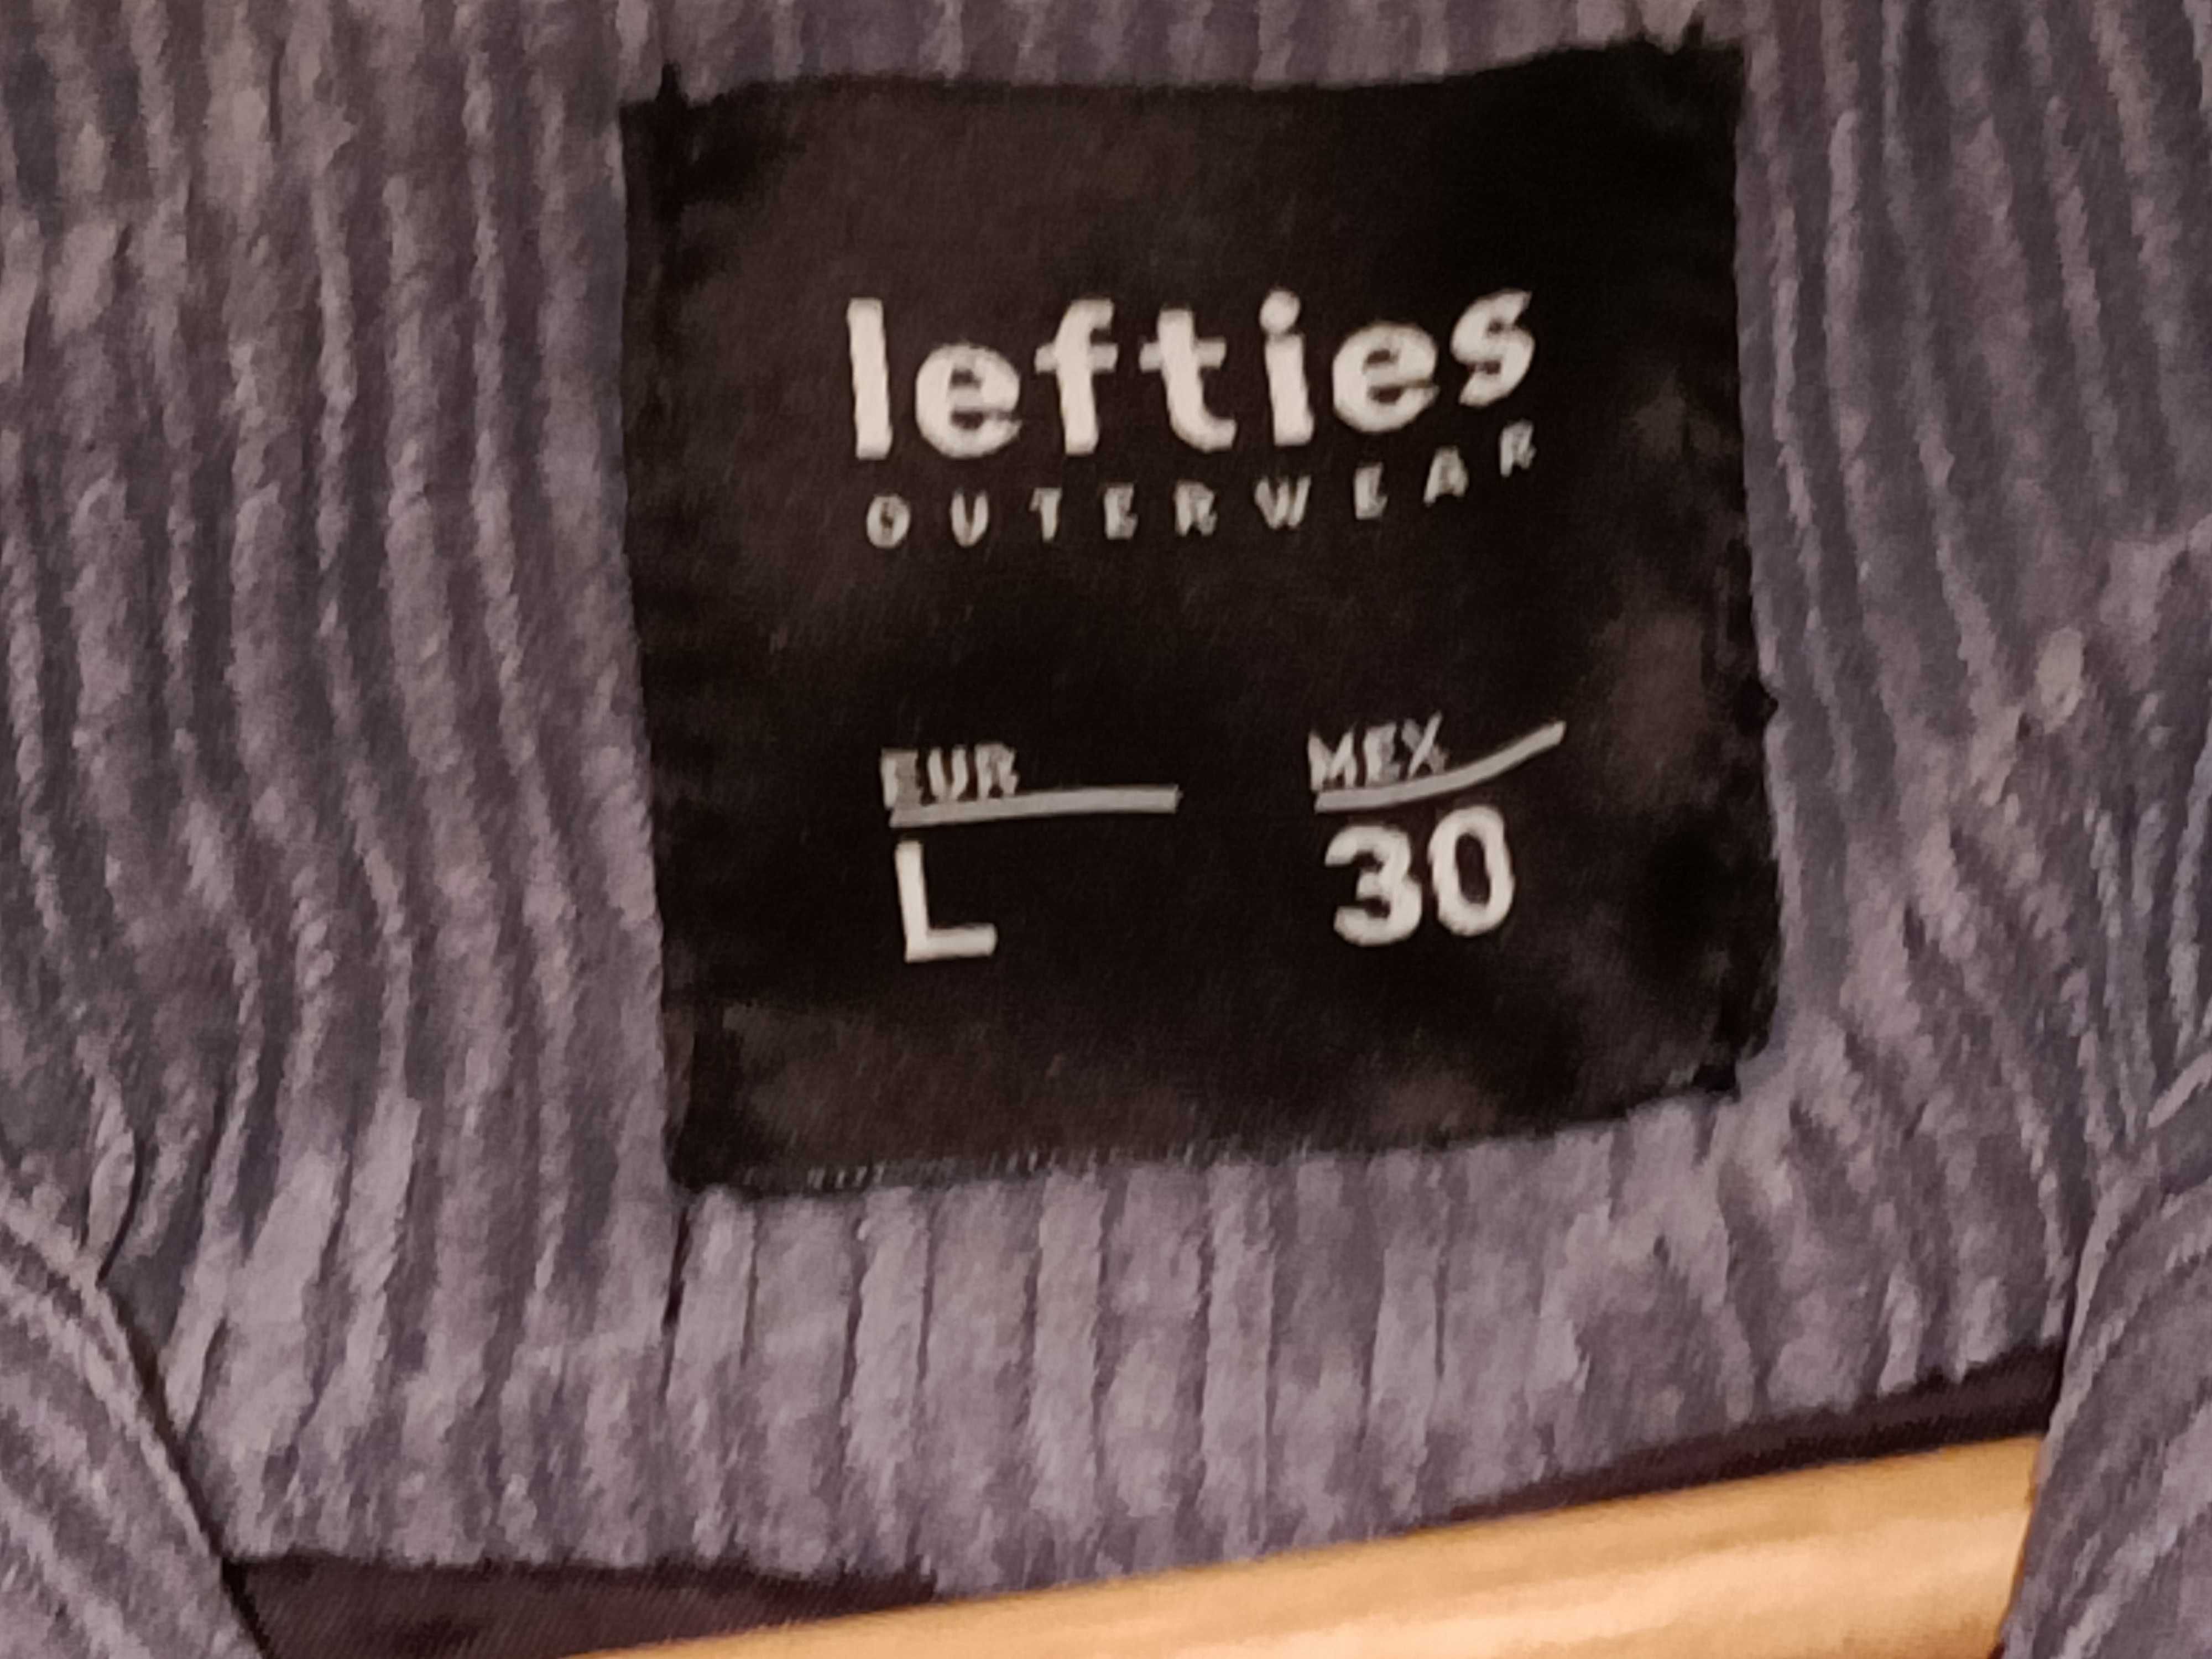 lefties
OUTERWEAR
EUR MEX
L 30